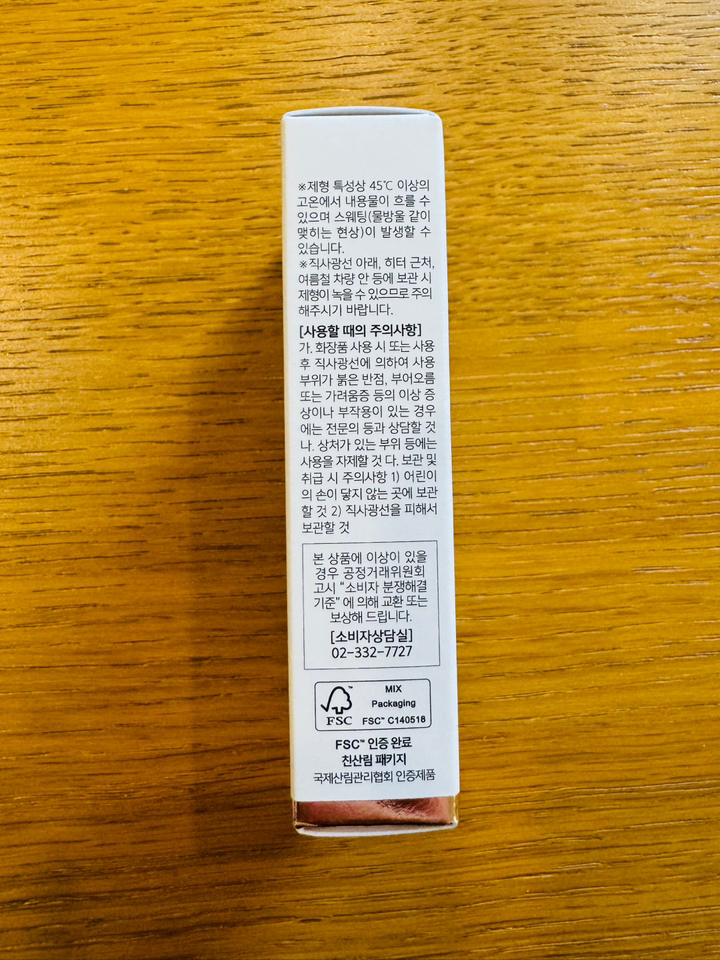 ※제형 특성상 45℃ 이상의
고온에서 내용물이 흐를 수
있으며 스웨팅(물방울 같이
맺히는 현상)이 발생할 수
있습니다.
※직사광선 아래, 히터 근처,
여름철 차량 안 등에 보관 시
제형이 녹을 수 있으므로 주의
해주시기 바랍니다.
[사용할 때의 주의사항]
가. 화장품 사용 시 또는 사용
후 직사광선에 의하여 사용
부위가 붉은 반점, 부어오름
또는 가려움증 등의 이상 증
상이나 부작용이 있는 경우
에는 전문의 등과 상담할 것
나. 상처가 있는 부위 등에는
사용을 자제할 것 다. 보관 및
취급 시 주의사항 1) 어린이
의 손이 닿지 않는 곳에 보관
할 것 2) 직사광선을 피해서
보관할 것
본 상품에 이상이 있을
경우 공정거래위원회
고시 "소비자 분쟁해결
기준" 에 의해 교환 또는
보상해 드립니다.
[소비자상담실]
02-332-7727
FSC
MIX
Packaging
FSC™ C140518
FSC™ 인증 완료
친산림 패키지
국제산림관리협회 인증제품